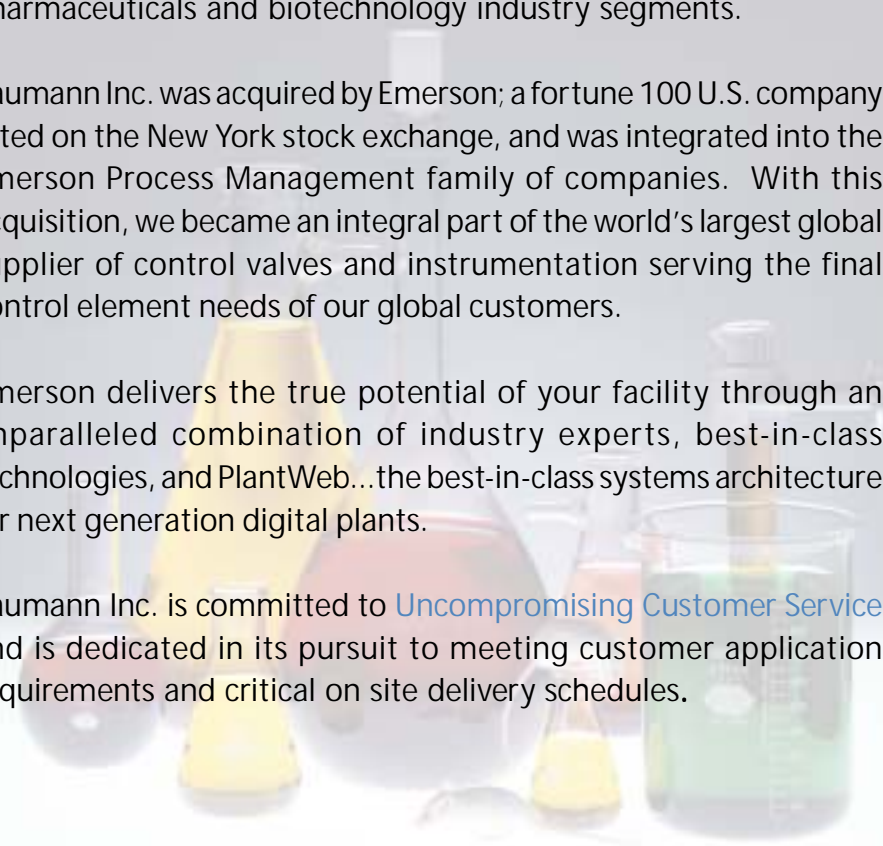 harmaceuticals and biotechnology industry segments.
aumann Inc. was acquired by Emerson; a fortune 100 U.S. company
ted on the New York stock exchange, and was integrated into the
merson Process Management family of companies. With this
cquisition, we became an integral part of the world's largest global
upplier of control valves and instrumentation serving the final
ontrol element needs of our global customers.
merson delivers the true potential of your facility through an
nparalleled combination of industry experts, best-in-class
chnologies, and PlantWeb...the best-in-class systems architecture
r next generation digital plants.
aumann Inc. is committed to Uncompromising Customer Service
nd is dedicated in its pursuit to meeting customer application
quirements and critical on site delivery schedules.